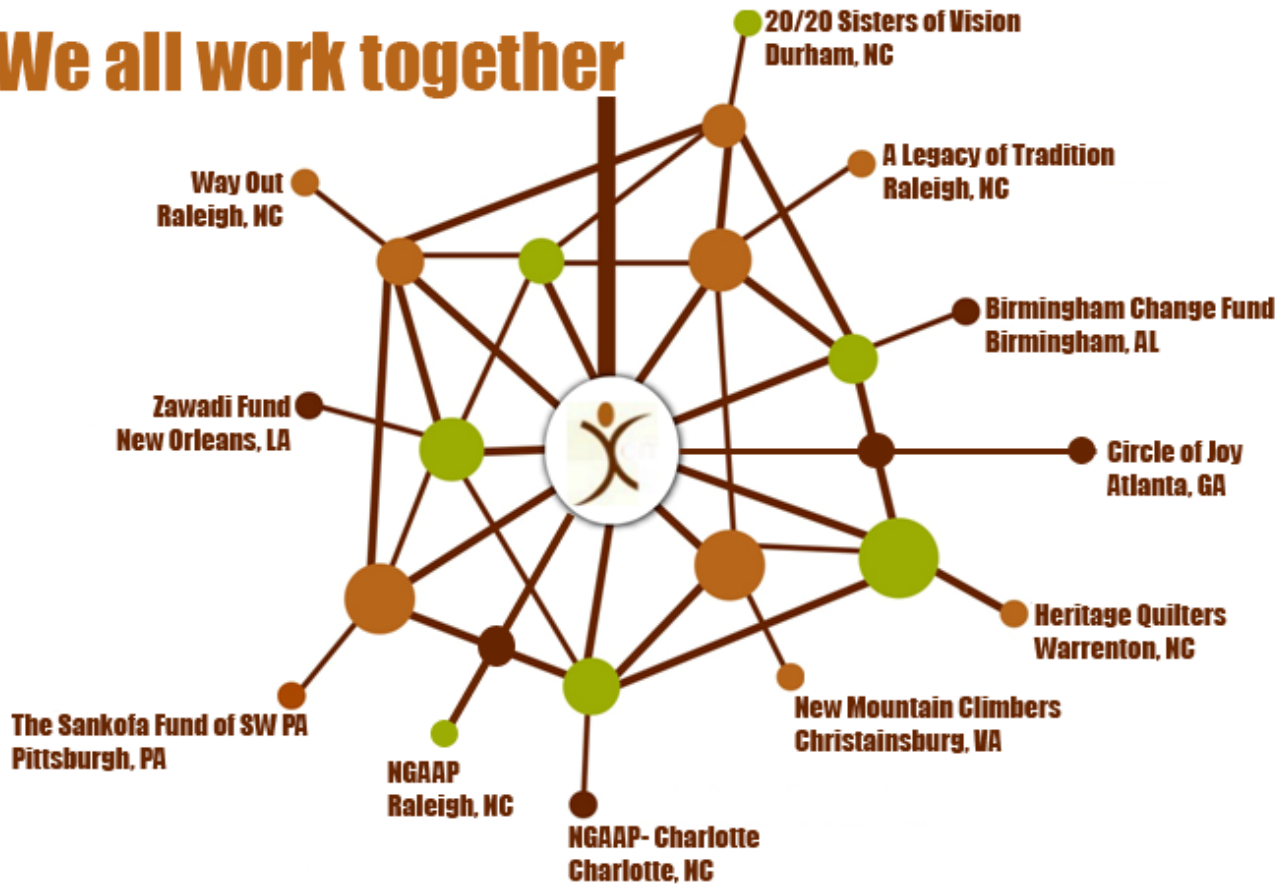 We all work together
20/20 Sisters of Vision
Durham, NC
A Legacy of Tradition
Raleigh, NC
Way Out
Raleigh, NC
Birmingham Change Fund
Birmingham, AL
Zawadi Fund
New Orleans, LA
Circle of Joy
Atlanta, GA
Heritage Quilters
Warrenton, NC
New Mountain Climbers
Christainsburg, VA
The Sankofa Fund of SW PA
Pittsburgh, PA
NGAAP
Raleigh, NC
NGAAP- Charlotte
Charlotte, NC